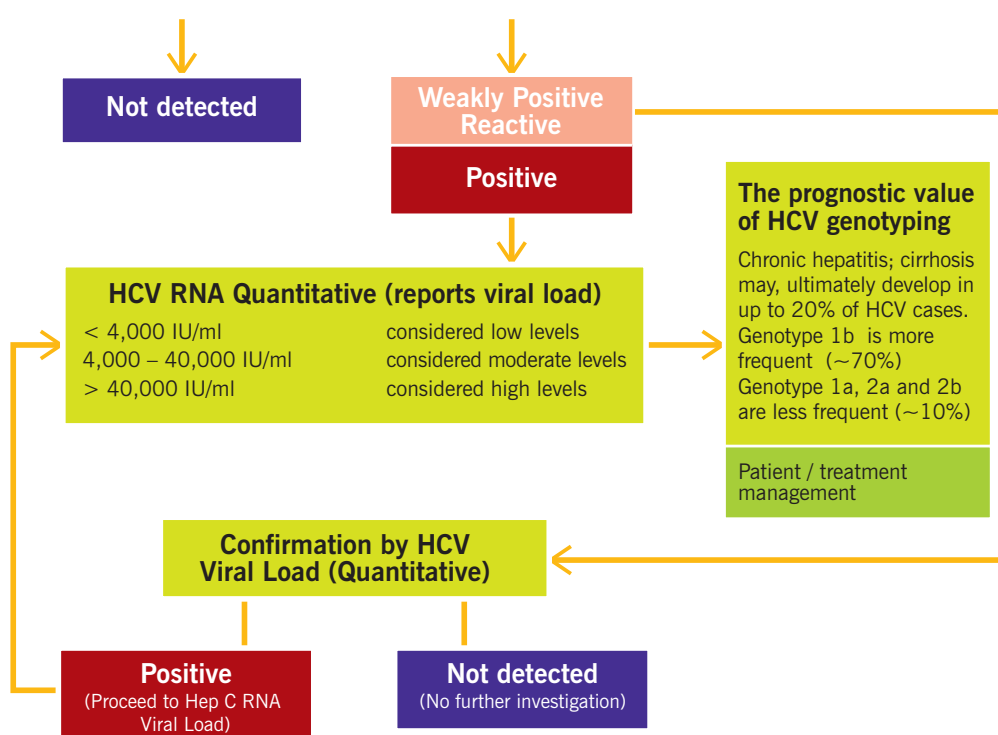 Not detected
Weakly Positive
Reactive
Positive
HCV RNA Quantitative (reports viral load)
< 4,000 IU/ml considered low levels
4,000 – 40,000 IU/ml considered moderate levels
> 40,000 IU/ml considered high levels
The prognostic value
of HCV genotyping
Chronic hepatitis; cirrhosis
may, ultimately develop in
up to 20% of HCV cases.
Genotype 1b is more
frequent (~70%)
Genotype 1a, 2a and 2b
are less frequent (~10%)
Patient / treatment
management
Confirmation by HCV
Viral Load (Quantitative)
Positive
(Proceed to Hep C RNA
Viral Load)
Not detected
(No further investigation)